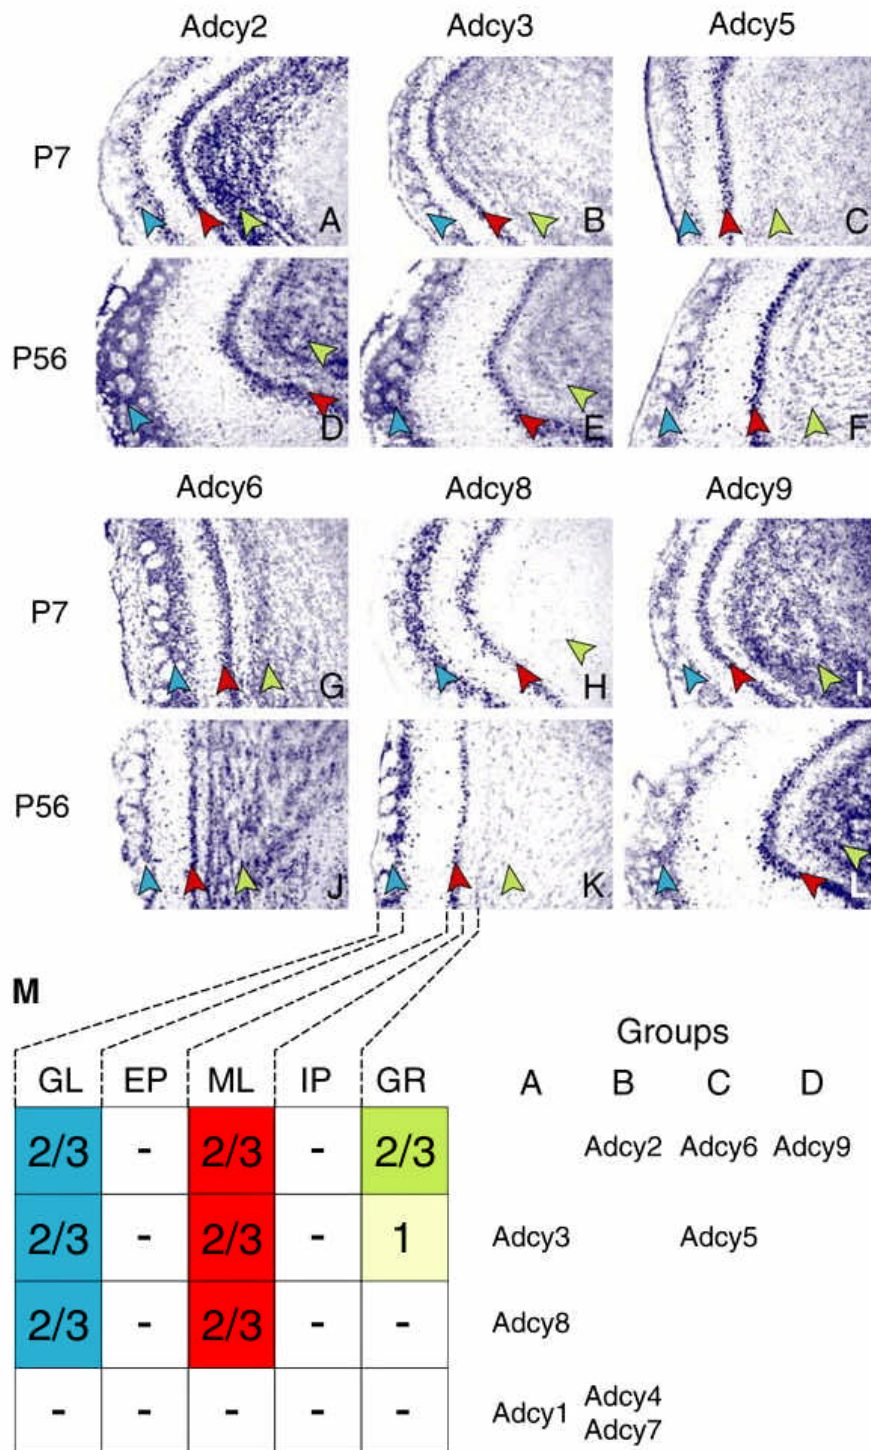 Adcy2 Adcy3 Adcy5
P7
A B C
P56
D E F
Adcy6 Adcy8 Adcy9
P7
G H I
P56
J K L
M
Groups
GL EP ML IP GR A B C D
2/3 - 2/3 - 2/3 Adcy2 Adcy6 Adcy9
2/3 - 2/3 - 1 Adcy3 Adcy5
2/3 - 2/3 - - Adcy8
- - - - - Adcy1 Adcy4
Adcy7